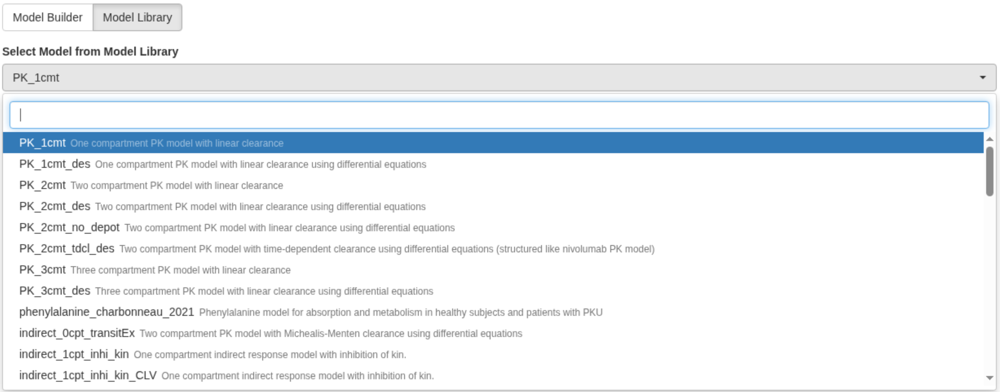 Model Builder Model Library
Select Model from Model Library
PK_1cmt
PK_1cmt One compartment PK model with linear clearance
PK_1cmt_des One compartment PK model with linear clearance using differential equations
PK_2cmt Two compartment PK model with linear clearance
PK_2cmt_des Two compartment PK model with linear clearance using differential equations
PK_2cmt_no_depot Two compartment PK model with linear clearance using differential equations
PK_2cmt_tdcl_des Two compartment PK model with time-dependent clearance using differential equations (structured like nivolumab PK model)
PK_3cmt Three compartment PK model with linear clearance
PK_3cmt_des Three compartment PK model with linear clearance using differential equations
phenylalanine_charbonneau_2021 Phenylalanine model for absorption and metabolism in healthy subjects and patients with PKU
indirect_0cpt_transitEx Two compartment PK model with Michealis-Menten clearance using differential equations
indirect_1cpt_inhi_kin One compartment indirect response model with inhibition of kin.
indirect_1cpt_inhi_kin_CLV One compartment indirect response model with inhibition of kin.